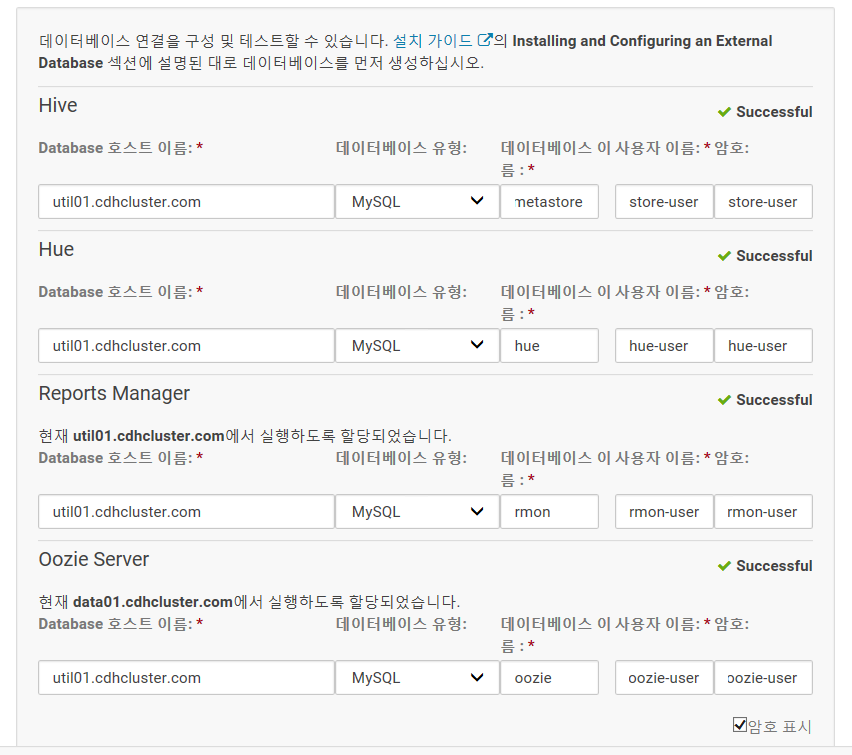 데이터베이스 연결을 구성 및 테스트할 수 있습니다. 설치 가이드 의 Installing and Configuring an External
Database 섹션에 설명된 대로 데이터베이스를 먼저 생성하십시오.
Hive
Successful
Database 호스트 이름: * 데이터베이스 유형: 데이터베이스 이 사용자 이름: * 암호:
름 : *
util01.cdhcluster.com MySQL metastore store-user store-user
Hue
Successful
Database 호스트 이름: * 데이터베이스 유형: 데이터베이스 이 사용자 이름: * 암호:
름 : *
util01.cdhcluster.com MySQL hue hue-user hue-user
Reports Manager
Successful
현재 util01.cdhcluster.com에서 실행하도록 할당되었습니다.
Database 호스트 이름: * 데이터베이스 유형: 데이터베이스 이 사용자 이름: * 암호:
름 : *
util01.cdhcluster.com MySQL rmon rmon-user rmon-user
Oozie Server
Successful
현재 data01.cdhcluster.com에서 실행하도록 할당되었습니다.
Database 호스트 이름: * 데이터베이스 유형: 데이터베이스 이 사용자 이름: * 암호:
름 : *
util01.cdhcluster.com MySQL oozie oozie-user oozie-user
암호 표시